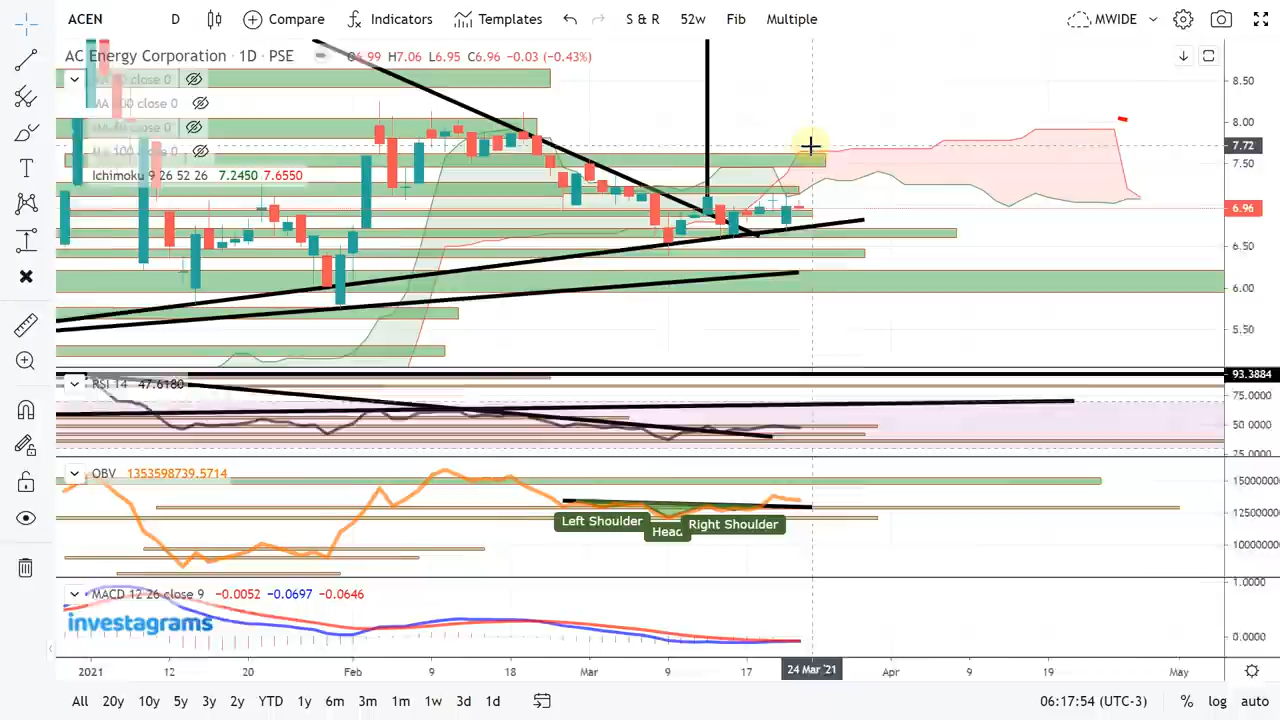 ACEN D Compare Indicators Templates S & R 52w Fib Multiple MWIDE
AC Energy Corporation · 1D · PSE O6.99 H7.06 L6.95 C6.96 −0.03 (−0.43%)
close 0
MA close 0
close 0
100 close 0
Ichimoku 9 26 52 26 7.2450 7.6550
8.50
8.00
7.72
7.50
6.96
6.50
6.00
5.50
RSI 14 47.6180
93.3884
75.0000
50.0000
25.0000
OBV 1353598739.5714
15000000
12500000
10000000
Left Shoulder
Head
Right Shoulder
MACD 12 26 close 9 −0.0052 −0.0697 −0.0646
1.0000
0.0000
investagrams
2021 12 20 Feb 9 18 Mar 9 17 24 Mar '21 Apr 9 19 May
All 20y 10y 5y 3y 2y YTD 1y 6m 3m 1m 1w 3d 1d 06:17:54 (UTC-3) % log auto